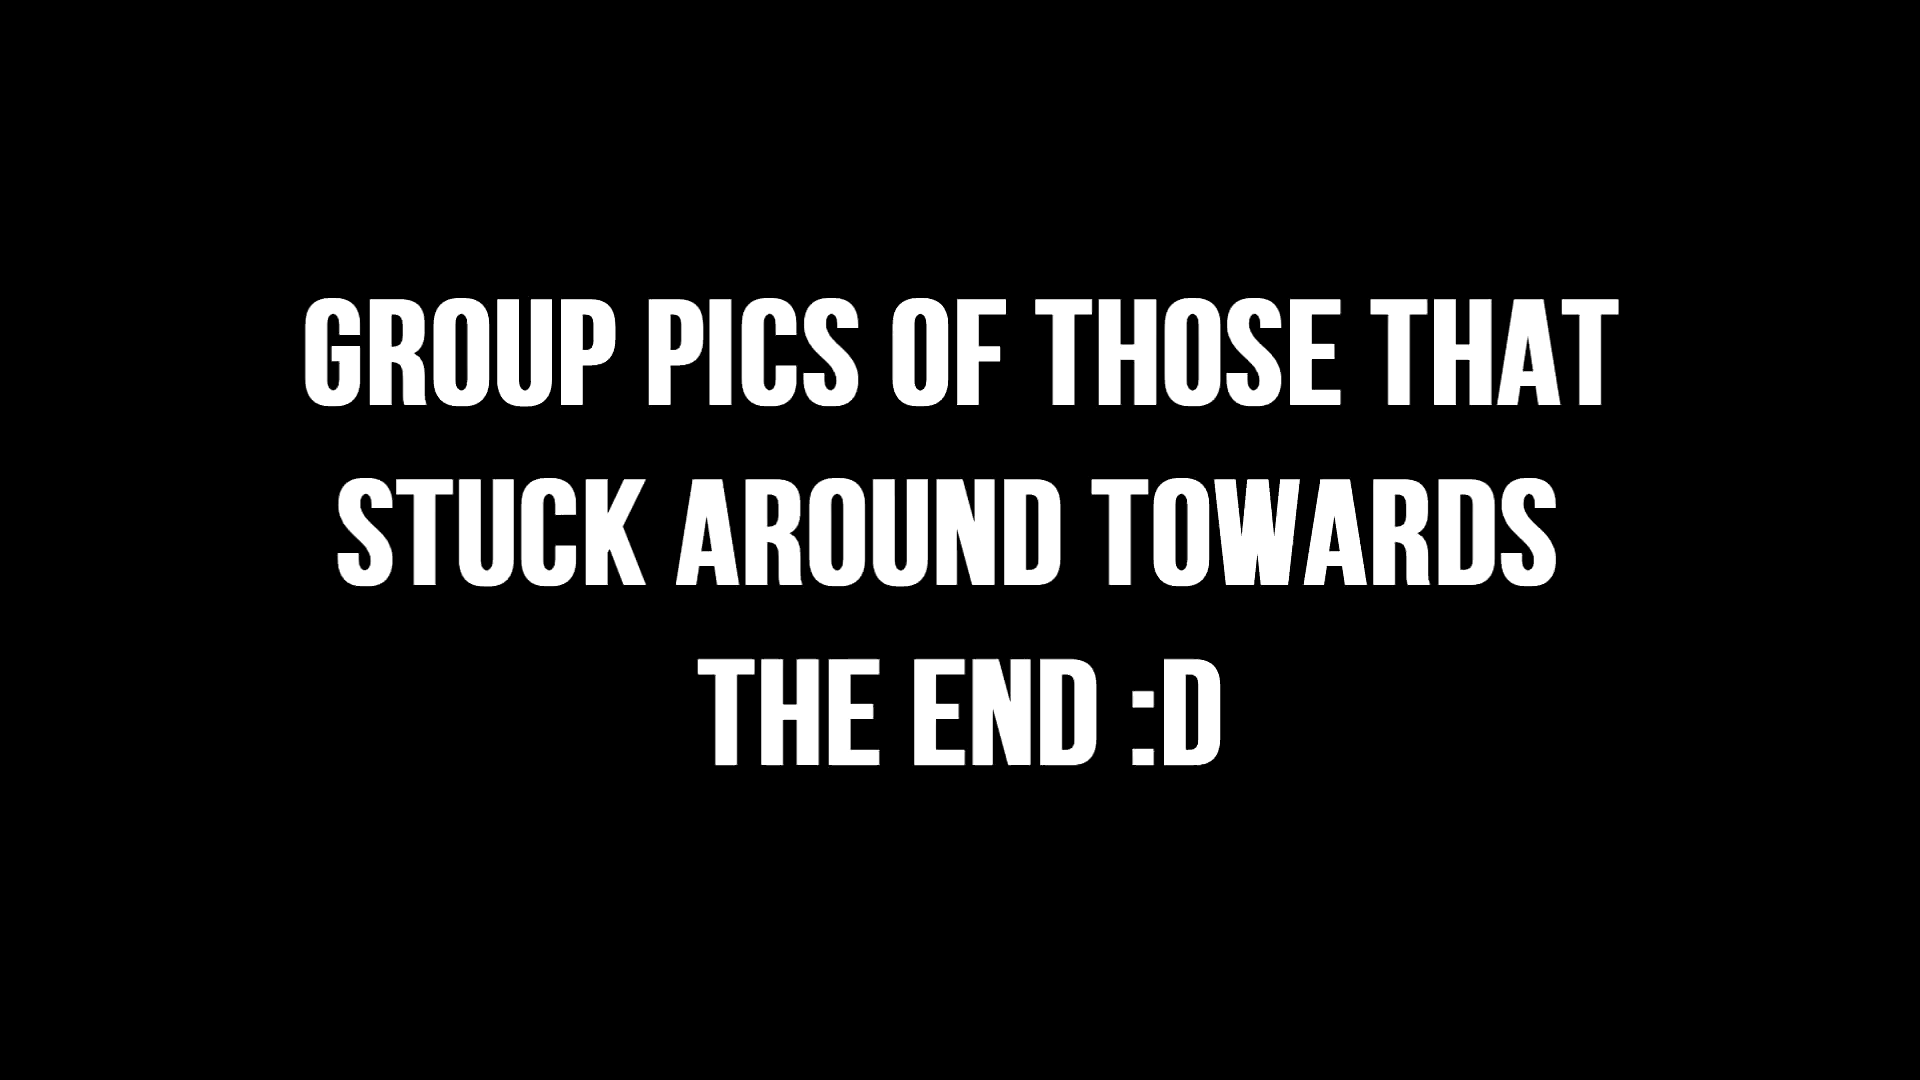 GROUP PICS OF THOSE THAT
STUCK AROUND TOWARDS
THE END :D